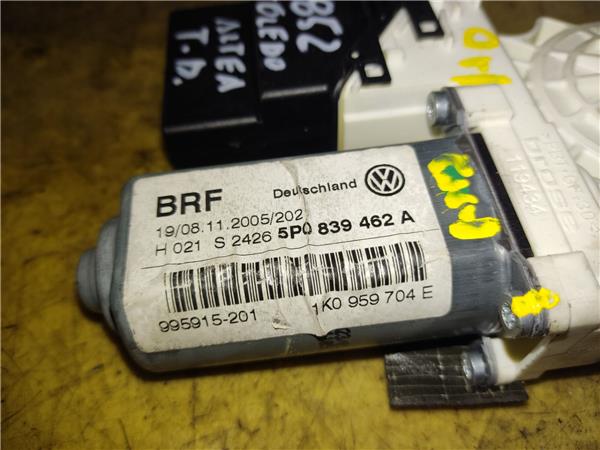 852
TOLEDO
ALTEA
T.D.
BRF Deutschland
19/08.11.2005/202
H 021 S 2426 5P0 839 462 A
995915-201 1K0 959 704 E